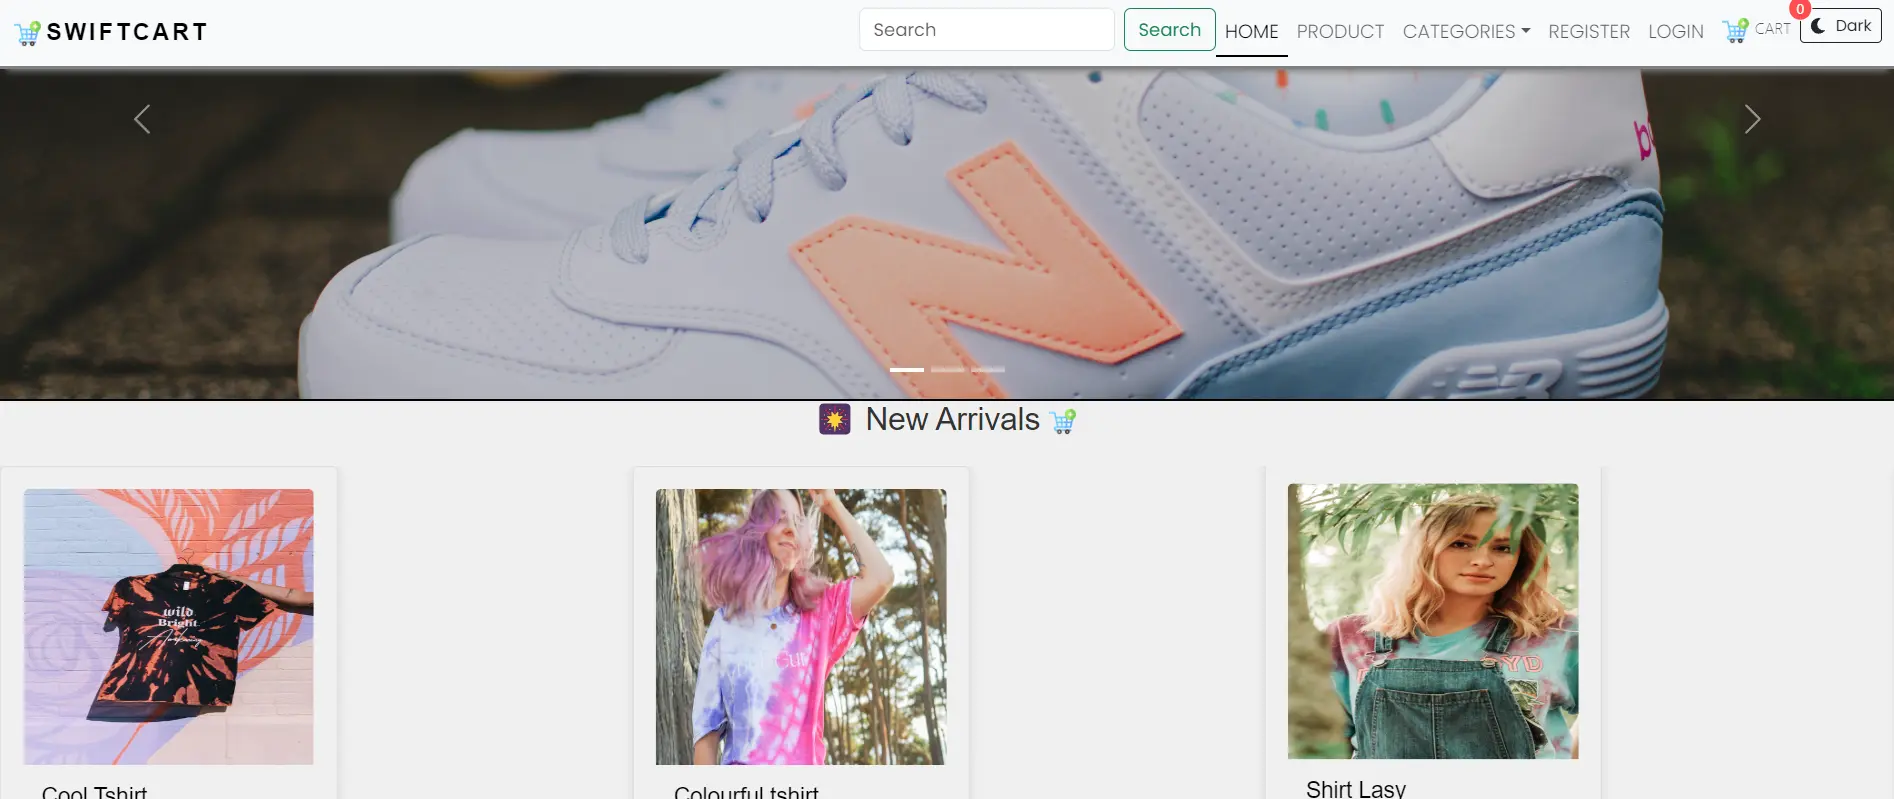 SWIFTCART
Search
Search
HOME
PRODUCT
CATEGORIES
REGISTER
LOGIN
CART
0
Dark
N
New Arrivals
wild
Bright
YD
Cool Tshirt
Colourful tshirt
Shirt Lasy